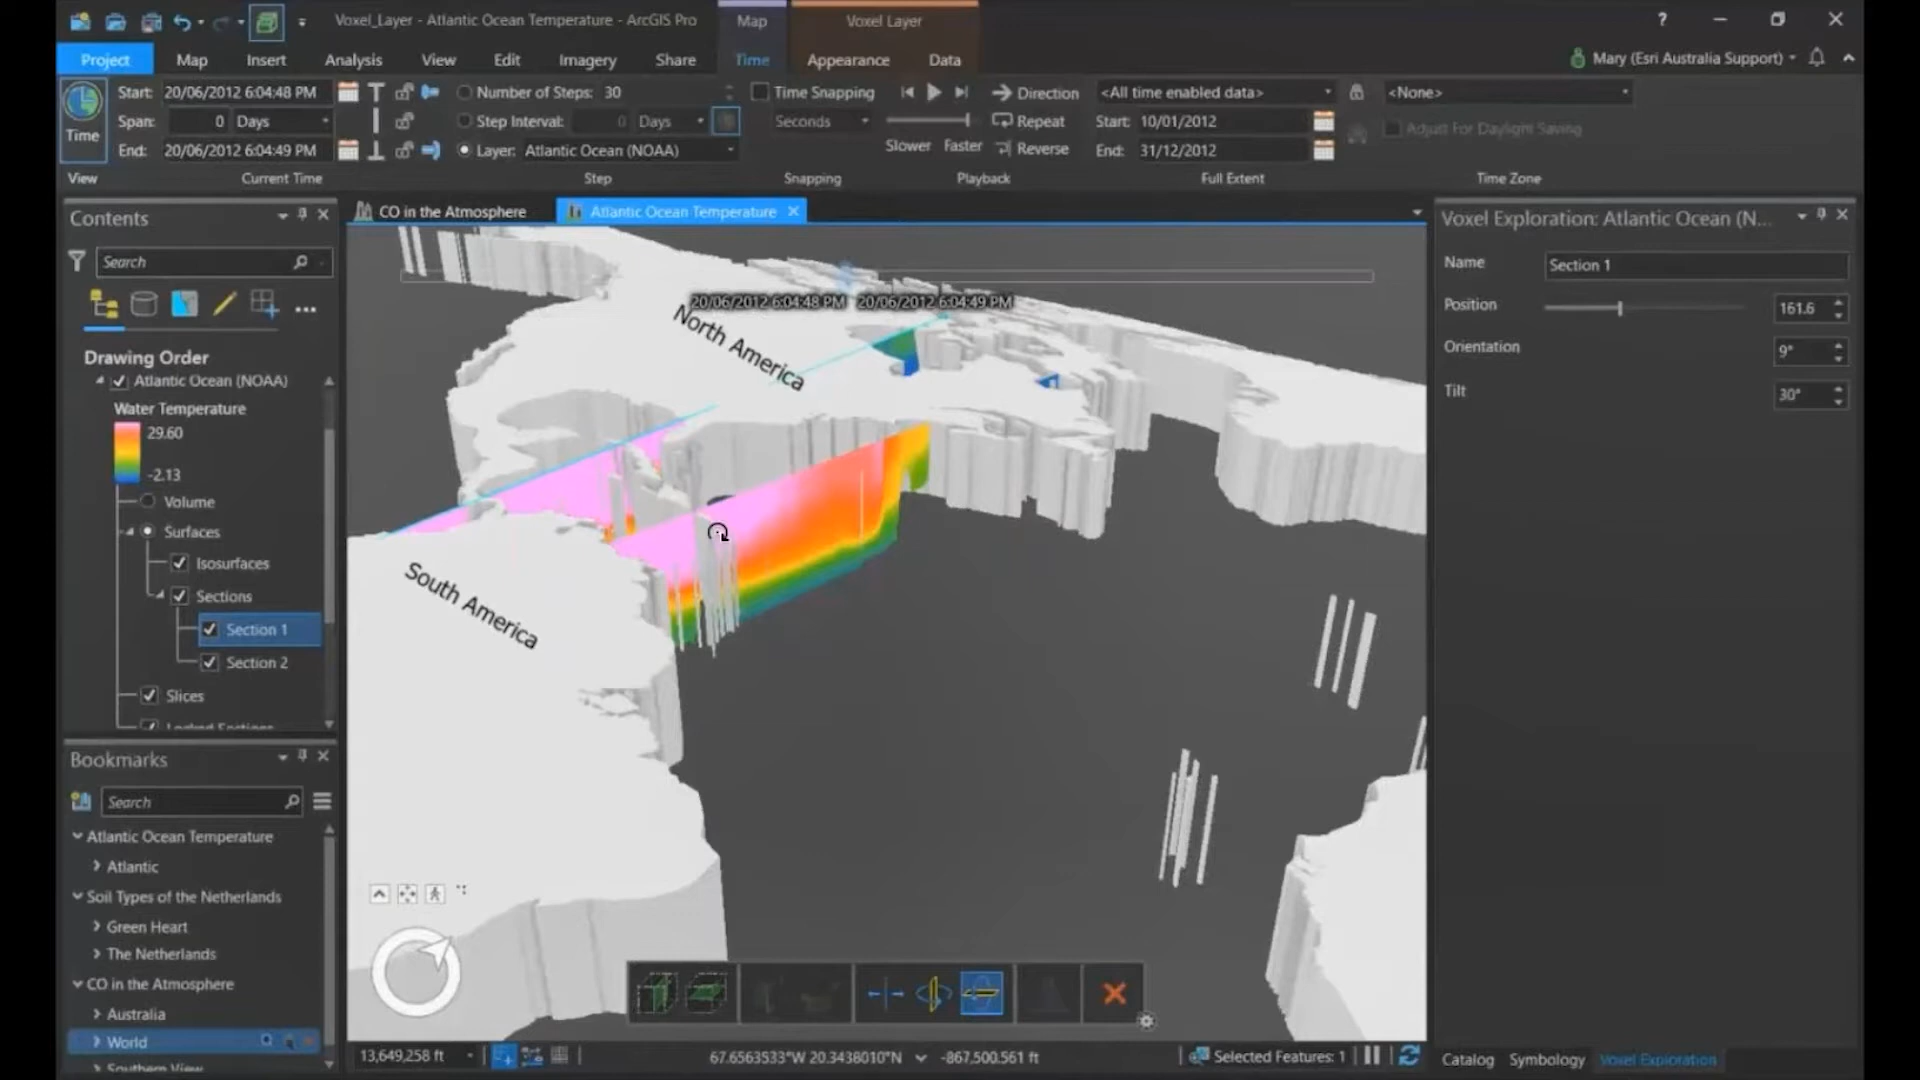 Voxel_Layer - Atlantic Ocean Temperature - ArcGIS Pro
Map
Voxel Layer
?
Project
Map
Insert
Analysis
View
Edit
Imagery
Share
Time
Appearance
Data
Mary (Esri Australia Support)
Time
Start: 20/06/2012 6:04:48 PM
Span: 0 Days
End: 20/06/2012 6:04:49 PM
Number of Steps: 30
Step Interval: 0 Days
Layer: Atlantic Ocean (NOAA)
Time Snapping
Seconds
Slower
Faster
Direction
Repeat
Reverse
<All time enabled data>
Start: 10/01/2012
End: 31/12/2012
<None>
Adjust For Daylight Saving
View
Current Time
Step
Snapping
Playback
Full Extent
Time Zone
Contents
Search
Drawing Order
Atlantic Ocean (NOAA)
Water Temperature
29.60
-2.13
Volume
Surfaces
Isosurfaces
Sections
Section 1
Section 2
Slices
Locked Sections
Bookmarks
Search
Atlantic Ocean Temperature
Atlantic
Soil Types of the Netherlands
Green Heart
The Netherlands
CO in the Atmosphere
Australia
World
Southern View
CO in the Atmosphere
Atlantic Ocean Temperature
20/06/2012 6:04:48 PM
20/06/2012 6:04:49 PM
North America
South America
13,649,258 ft
67.6563533°W 20.3438010°N
-867,500.561 ft
Selected Features: 1
Voxel Exploration: Atlantic Ocean (N...
Name
Section 1
Position
161.6
Orientation
9°
Tilt
30°
Catalog
Symbology
Voxel Exploration